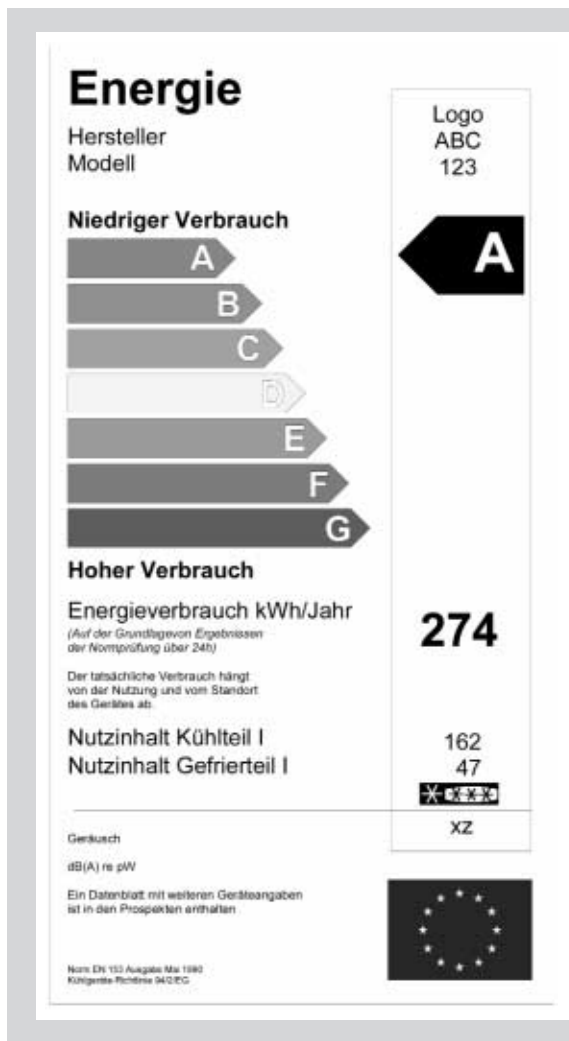 Energie
Hersteller
Modell
Logo
ABC
123
Niedriger Verbrauch
A
A
B
C
D
E
F
G
Hoher Verbrauch
Energieverbrauch kWh/Jahr
274
(Auf der Grundlagevon Ergebnissen
der Normprüfung über 24h)
Der tatsächliche Verbrauch hängt
von der Nutzung und vom Standort
des Gerätes ab.
Nutzinhalt Kühlteil l
162
Nutzinhalt Gefrierteil l
47
xz
Geräusch
dB(A) re pW
Ein Datenblatt mit weiteren Geräteangaben
ist in den Prospekten enthalten
Norm EN 153 Ausgabe Mai 1990
Kühlgeräte-Richtlinie 94/2/EG